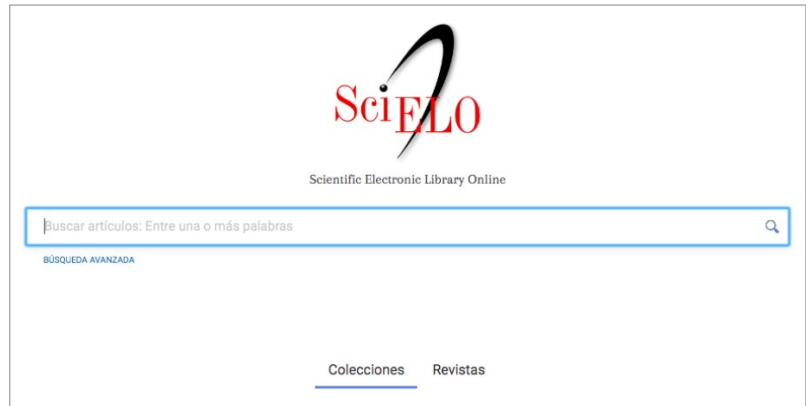 SciELO
Scientific Electronic Library Online
Buscar artículos: Entre una o más palabras
BÚSQUEDA AVANZADA
Colecciones Revistas